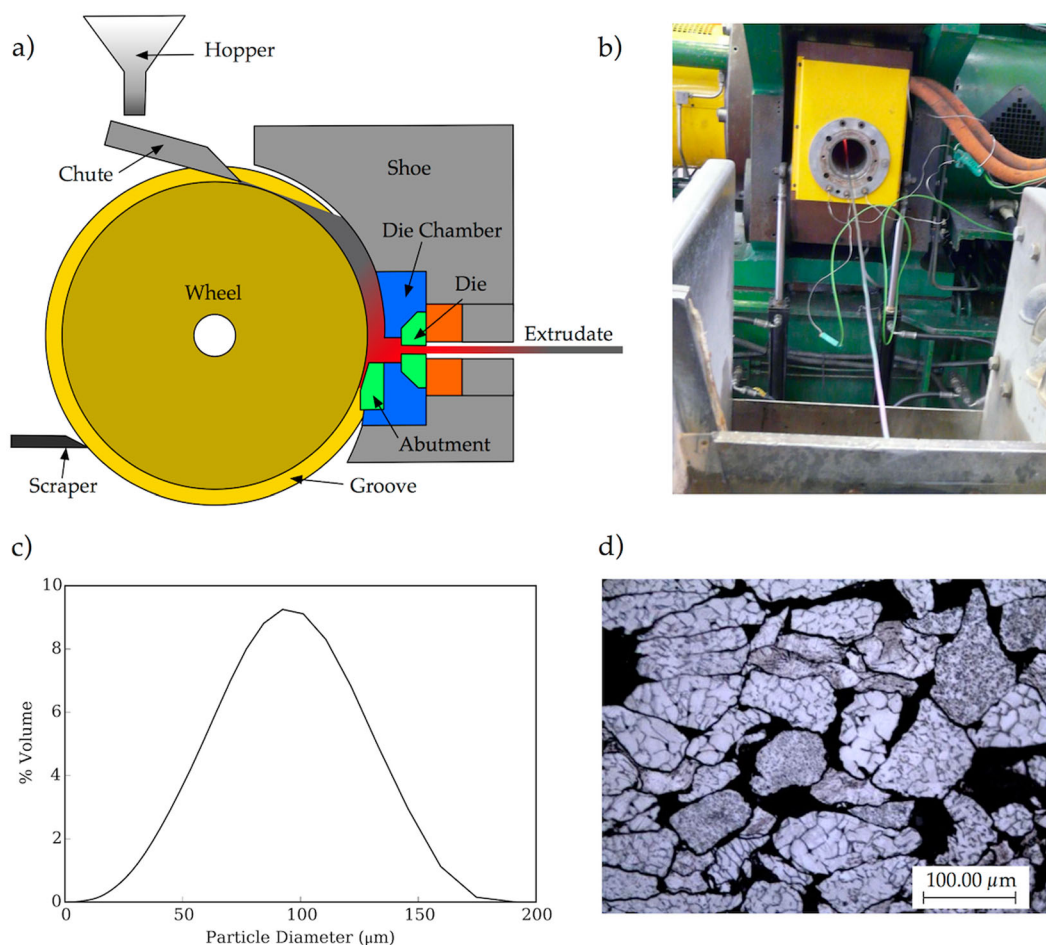 a)
Hopper
b)
Chute
Shoe
Die Chamber
Wheel
Die
Extrudate
Abutment
Scraper
Groove
c)
d)
10
8
6
4
2
0
% Volume
0
50
100
150
200
Particle Diameter (µm)
100.00 µm